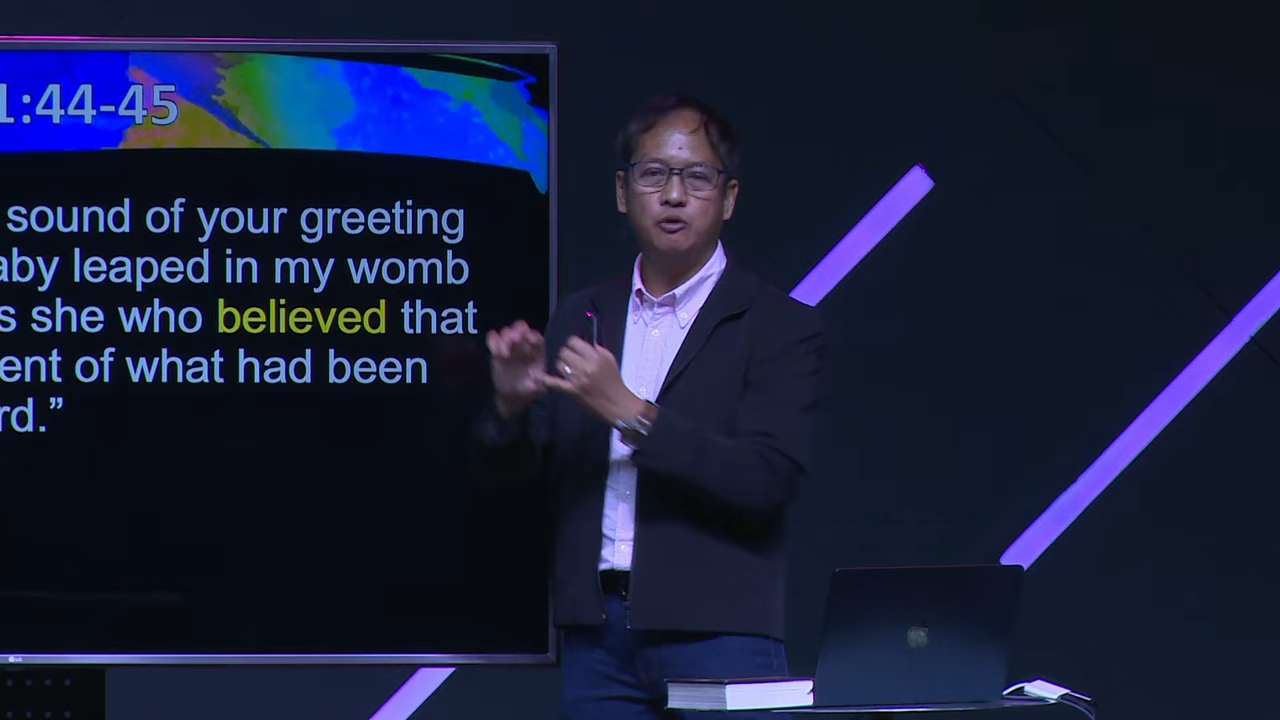 1:44-45
sound of your greeting
aby leaped in my womb
s she who believed that
ent of what had been
rd.”
LG